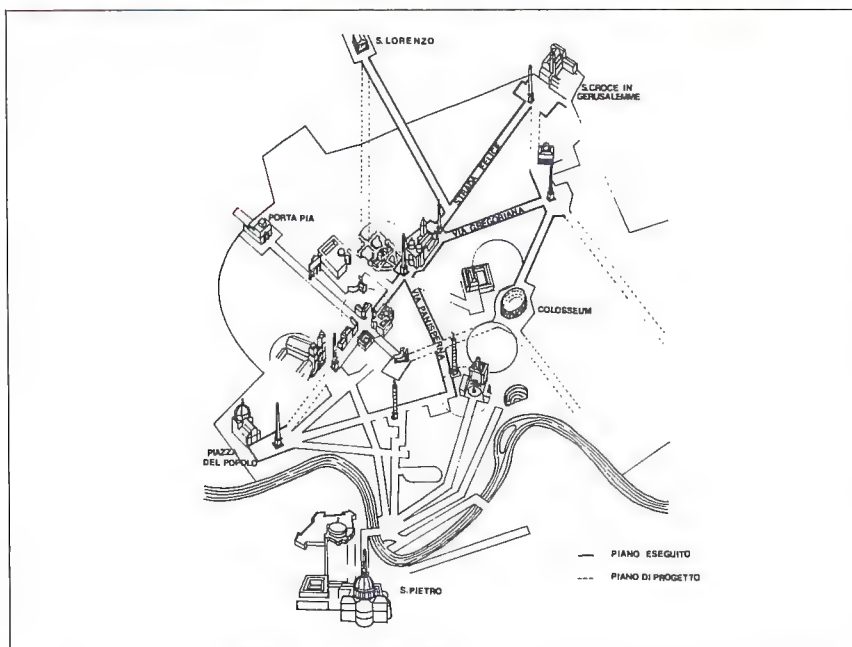 S. LORENZO
S. CROCE IN
GERUSALEMME
STRADA FELICE
VIA GREGORIANA
PORTA PIA
COLOSSEUM
VIA PANISPERNA
PIAZZA
DEL POPOLO
PIANO ESEGUITO
PIANO DI PROGETTO
S. PIETRO